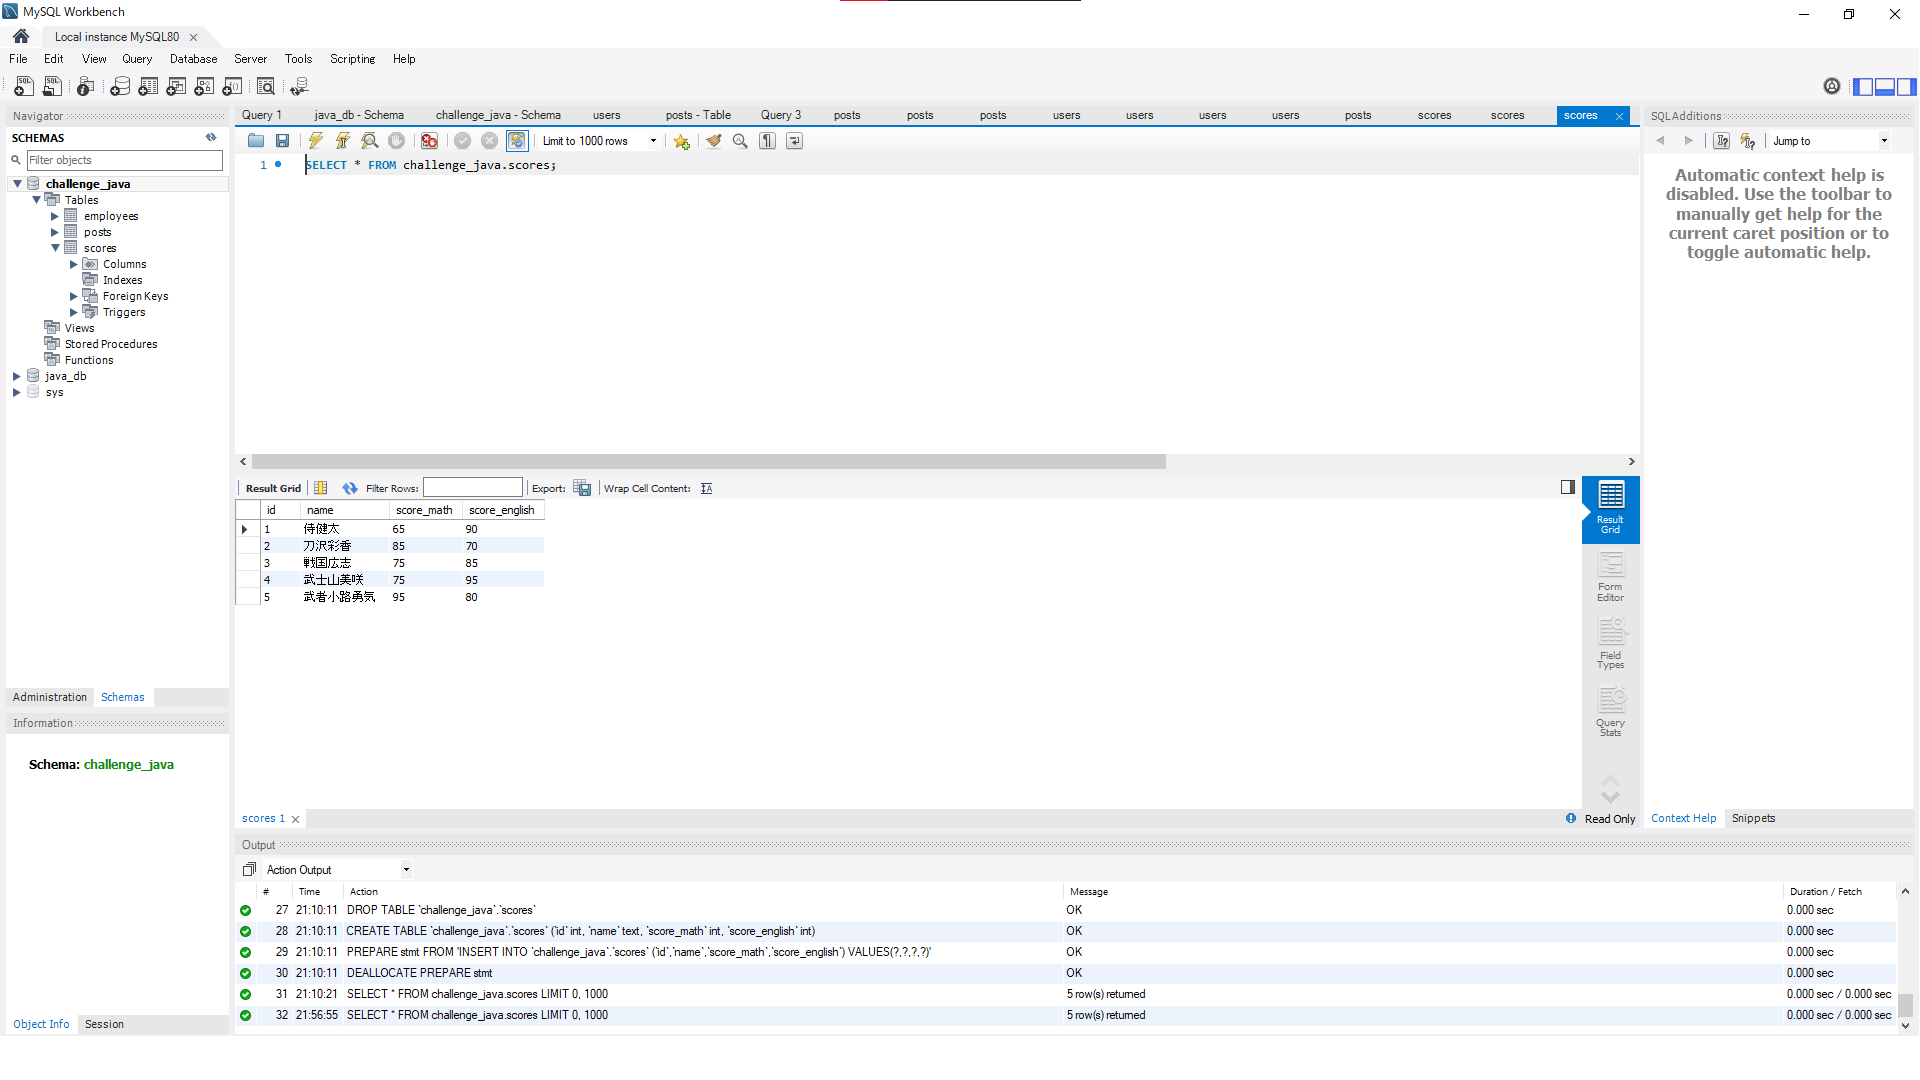 MySQL Workbench
Local instance MySQL80
File Edit View Query Database Server Tools Scripting Help
Navigator
SCHEMAS
Filter objects
challenge_java
Tables
employees
posts
scores
Columns
Indexes
Foreign Keys
Triggers
Views
Stored Procedures
Functions
java_db
sys
Administration Schemas
Information
Schema: challenge_java
Object Info Session
Query 1 java_db - Schema challenge_java - Schema users posts - Table Query 3 posts posts posts users users users users posts scores scores scores
Limit to 1000 rows
1 SELECT * FROM challenge_java.scores;
Result Grid Filter Rows: Export: Wrap Cell Content:
id name score_math score_english
1 侍健太 65 90
2 刀沢彩香 85 70
3 戦国広志 75 85
4 武士山美咲 75 95
5 武者小路勇気 95 80
Result Grid
Form Editor
Field Types
Query Stats
scores 1
Read Only
SQLAdditions
Jump to
Automatic context help is
disabled. Use the toolbar to
manually get help for the
current caret position or to
toggle automatic help.
Context Help Snippets
Output
Action Output
# Time Action Message Duration / Fetch
27 21:10:11 DROP TABLE `challenge_java`.`scores` OK 0.000 sec
28 21:10:11 CREATE TABLE `challenge_java`.`scores` (`id` int, `name` text, `score_math` int, `score_english` int) OK 0.000 sec
29 21:10:11 PREPARE stmt FROM 'INSERT INTO `challenge_java`.`scores` (`id`,`name`,`score_math`,`score_english`) VALUES(?,?,?,?)' OK 0.000 sec
30 21:10:11 DEALLOCATE PREPARE stmt OK 0.000 sec
31 21:10:21 SELECT * FROM challenge_java.scores LIMIT 0, 1000 5 row(s) returned 0.000 sec / 0.000 sec
32 21:56:55 SELECT * FROM challenge_java.scores LIMIT 0, 1000 5 row(s) returned 0.000 sec / 0.000 sec